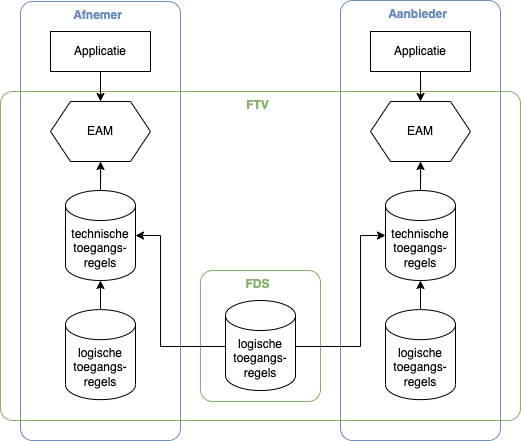 Afnemer
Aanbieder
Applicatie
Applicatie
FTV
EAM
EAM
technische
toegangs-
regels
technische
toegangs-
regels
FDS
logische
toegangs-
regels
logische
toegangs-
regels
logische
toegangs-
regels